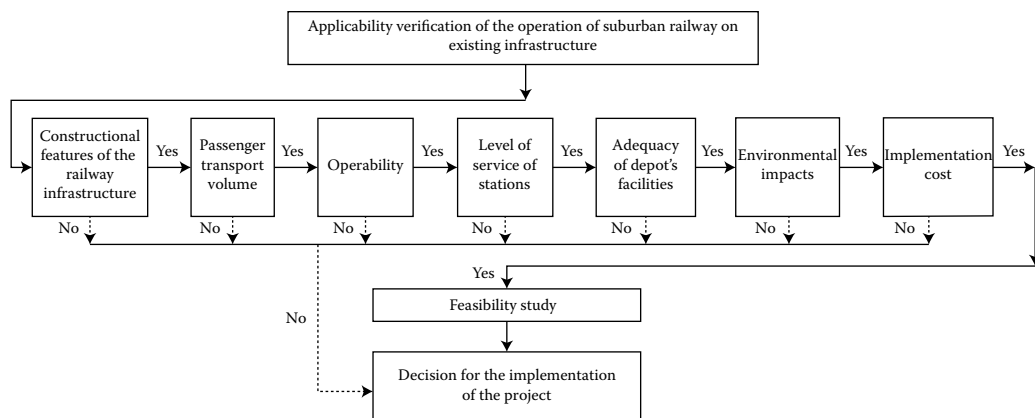 Applicability verification of the operation of suburban railway on
existing infrastructure
Constructional
features of the
railway
infrastructure
Yes
Passenger
transport
volume
Yes
Operability
Yes
Level of
service of
stations
Yes
Adequacy
of depot's
facilities
Yes
Environmental
impacts
Yes
Implementation
cost
Yes
No
No
No
No
No
No
No
Yes
Feasibility study
No
Decision for the implementation
of the project